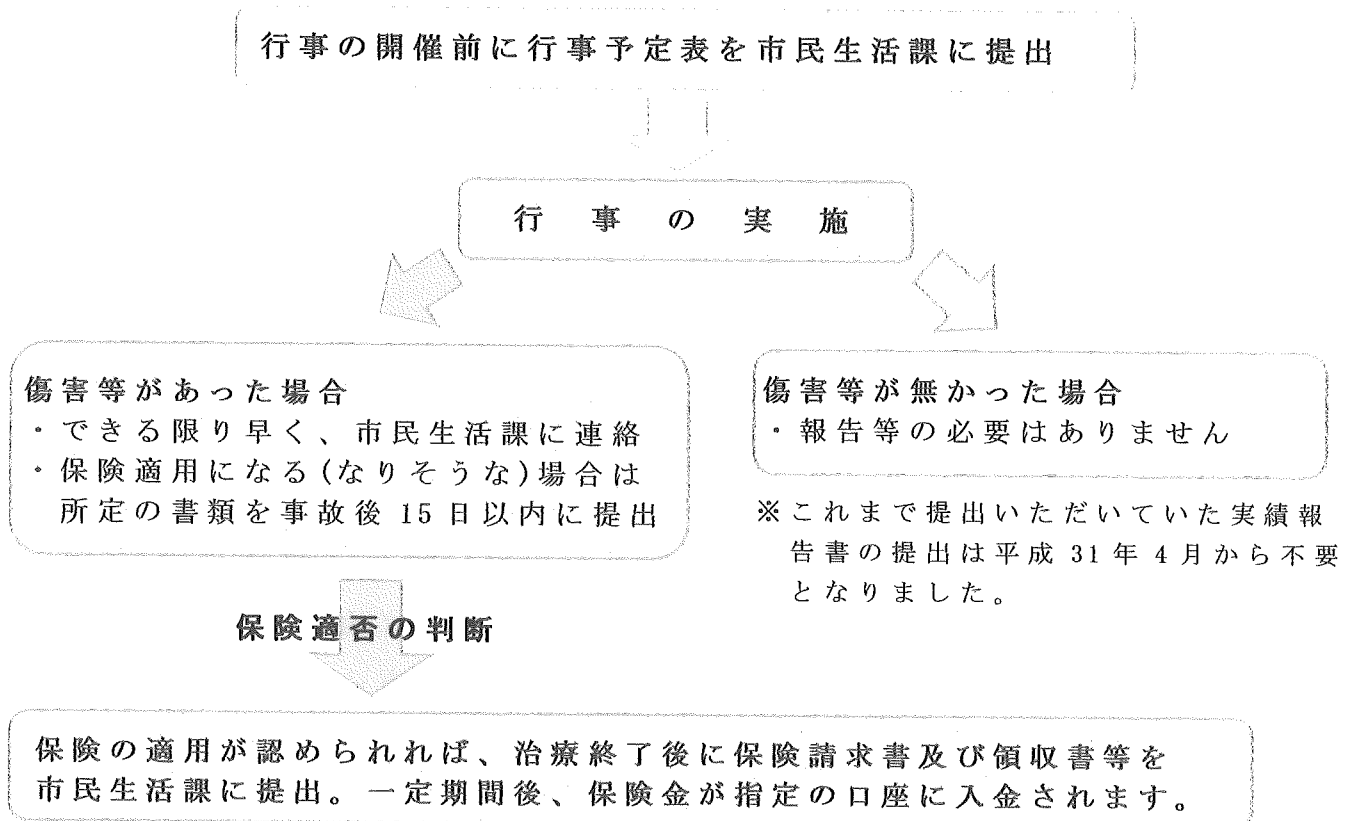 行事の開催前に行事予定表を市民生活課に提出
行事の実施
傷害等があった場合
・できる限り早く、市民生活課に連絡
・保険適用になる(なりそうな)場合は
所定の書類を事故後 15 日以内に提出
傷害等が無かった場合
・報告等の必要はありません
※これまで提出いただいていた実績報
告書の提出は平成 31 年 4 月から不要
となりました。
保険適否の判断
保険の適用が認められれば、治療終了後に保険請求書及び領収書等を
市民生活課に提出。一定期間後、保険金が指定の口座に入金されます。